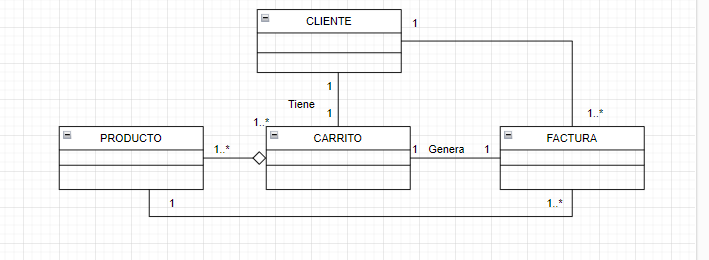 CLIENTE
1
1
Tiene
1
1..*
1..*
PRODUCTO
CARRITO
FACTURA
1..*
1
Genera
1
1
1..*